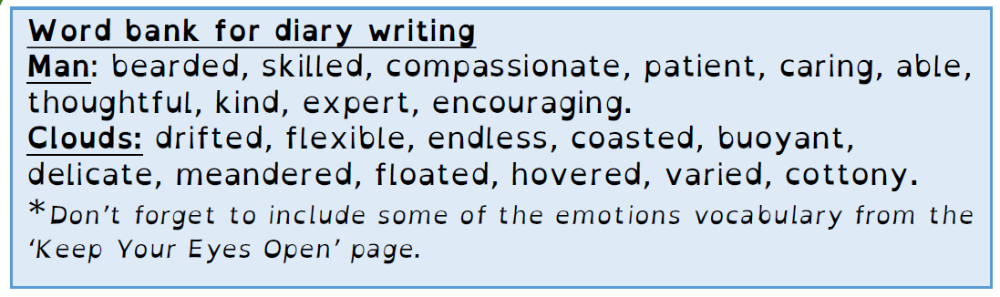 Word bank for diary writing
Man: bearded, skilled, compassionate, patient, caring, able,
thoughtful, kind, expert, encouraging.
Clouds: drifted, flexible, endless, coasted, buoyant,
delicate, meandered, floated, hovered, varied, cottony.
*Don't forget to include some of the emotions vocabulary from the
‘Keep Your Eyes Open’ page.